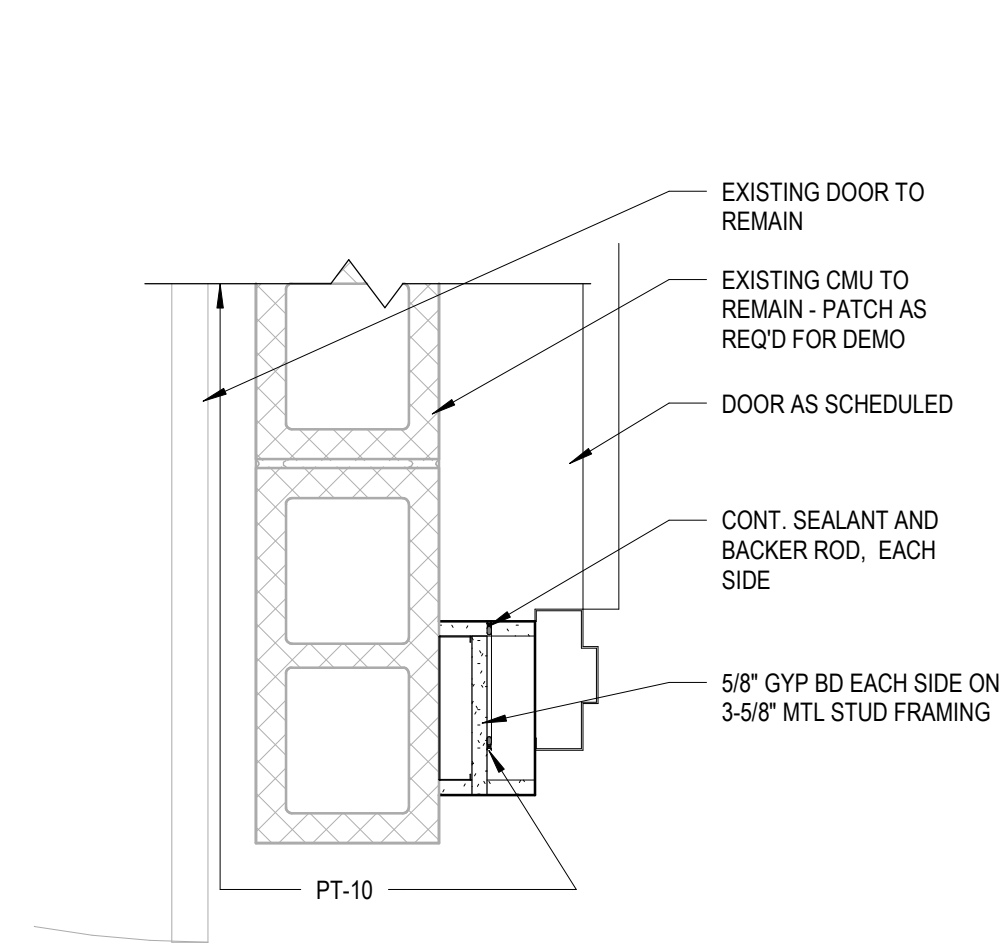 EXISTING DOOR TO
REMAIN
EXISTING CMU TO
REMAIN - PATCH AS
REQ'D FOR DEMO
DOOR AS SCHEDULED
CONT. SEALANT AND
BACKER ROD, EACH
SIDE
5/8" GYP BD EACH SIDE ON
3-5/8" MTL STUD FRAMING
PT-10